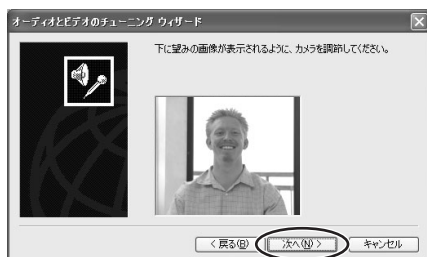 オーディオとビデオのチューニング ウィザード
下に望みの画像が表示されるように、カメラを調節してください。
< 戻る(B) 次へ(N) > キャンセル